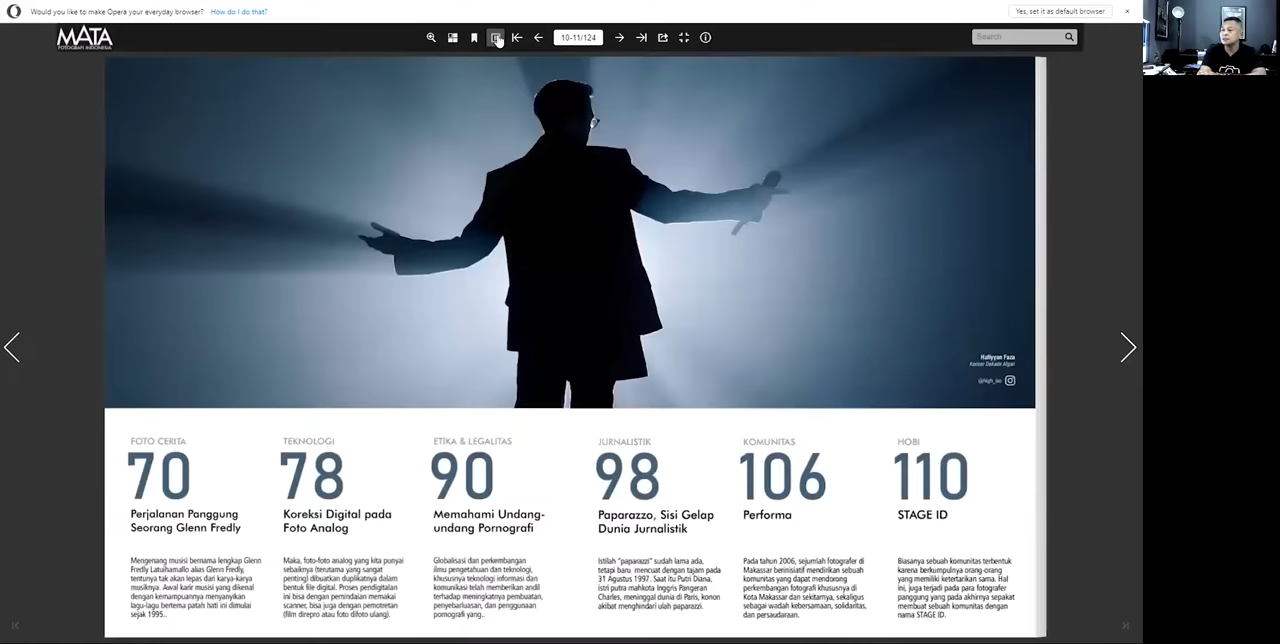 Would you like to make Opera your everyday browser? How do I do that?
Yes, set it as default browser
MATA
FOTOGRAFI INDONESIA
10-11/124
Search
Konser Dekade Afgan
FOTO CERITA
70
Perjalanan Panggung
Seorang Glenn Fredly
Mengenang musisi bernama lengkap Glenn
Fredly Latuihamallo alias Glenn Fredly,
tentunya tak akan lepas dari karya-karya
musiknya. Awal karir musisi yang dikenal
dengan kemampuannya menyanyikan
lagu-lagu bertema patah hati ini dimulai
sejak 1995..
TEKNOLOGI
78
Koreksi Digital pada
Foto Analog
Maka, foto-foto analog yang kita punyai
sebaiknya (terutama yang sangat
penting) dibuatkan duplikatnya dalam
bentuk file digital. Proses pendigitalan
ini bisa dengan pemindaian memakai
scanner, bisa juga dengan pemotretan
(film direpro atau foto difoto ulang).
ETIKA & LEGALITAS
90
Memahami Undang-
undang Pornografi
Globalisasi dan perkembangan
ilmu pengetahuan dan teknologi,
khususnya teknologi informasi dan
komunikasi telah memberikan andil
terhadap meningkatnya pembuatan,
penyebarluasan, dan penggunaan
pornografi yang..
JURNALISTIK
98
Paparazzo, Sisi Gelap
Dunia Jurnalistik
Istilah "paparazzi" sudah lama ada,
tetapi baru mencuat dengan tajam pada
31 Agustus 1997. Saat itu Putri Diana,
istri putra mahkota Inggris Pangeran
Charles, meninggal dunia di Paris, konon
akibat menghindari ulah paparazzi.
KOMUNITAS
106
Performa
Pada tahun 2006, sejumlah fotografer di
Makassar berinisiatif mendirikan sebuah
komunitas yang dapat mendorong
perkembangan fotografi khususnya di
Kota Makassar dan sekitarnya, sekaligus
sebagai wadah kebersamaan, solidaritas,
dan persaudaraan.
HOBI
110
STAGE ID
Biasanya sebuah komunitas terbentuk
karena berkumpulnya orang-orang
yang memiliki ketertarikan sama. Hal
ini, juga terjadi pada para fotografer
panggung yang pada akhirnya sepakat
membuat sebuah komunitas dengan
nama STAGE ID.